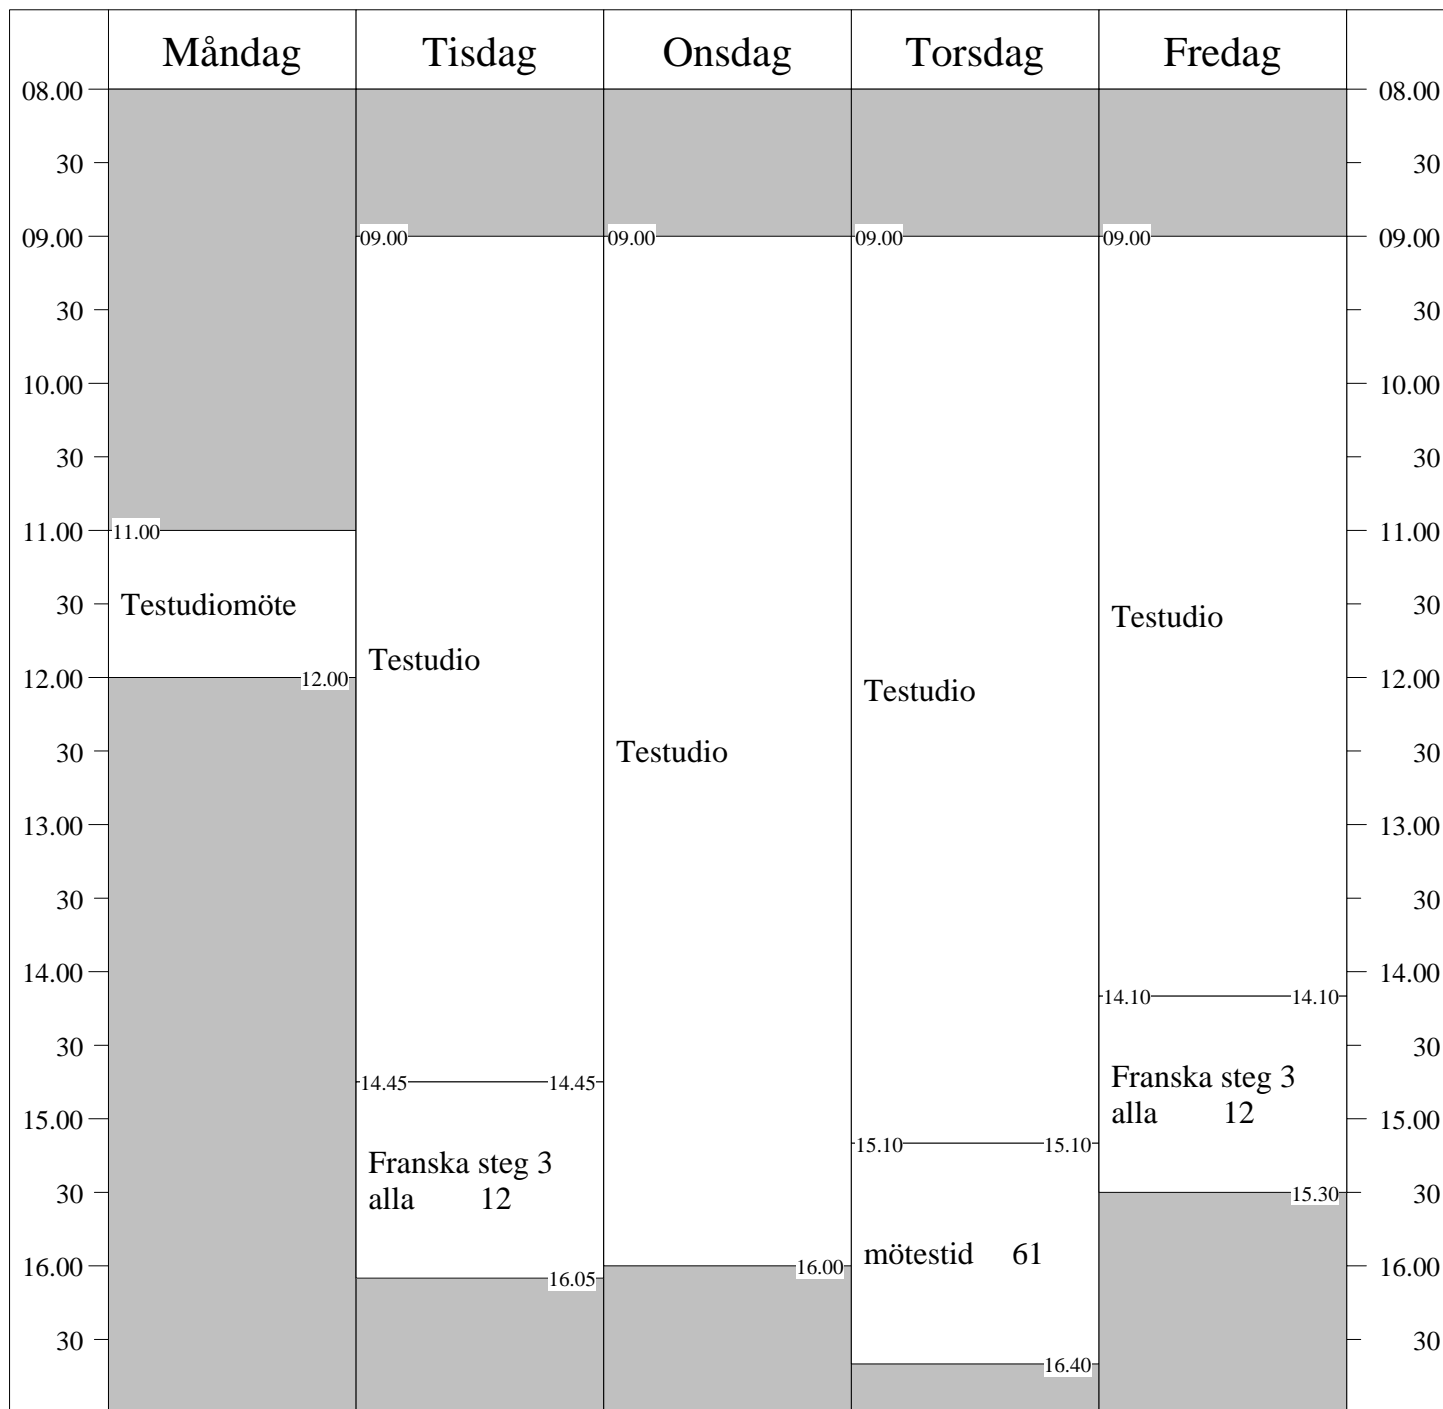 Måndag Tisdag Onsdag Torsdag Fredag
08.00 08.00
30 30
09.00 09.00 09.00 09.00 09.00 09.00
30 30
10.00 10.00
30 30
11.00 11.00 11.00
30 Testudiomöte 30
Testudio
Testudio
12.00 12.00 12.00
Testudio
30 Testudio 30
13.00 13.00
30 30
14.00 14.00
14.10 14.10
30 30
14.45 14.45
Franska steg 3
alla 12
15.00 15.00
15.10 15.10
Franska steg 3
alla 12
30 15.30 30
mötestid 61
16.00 16.00 16.00
16.05
30 30
16.40